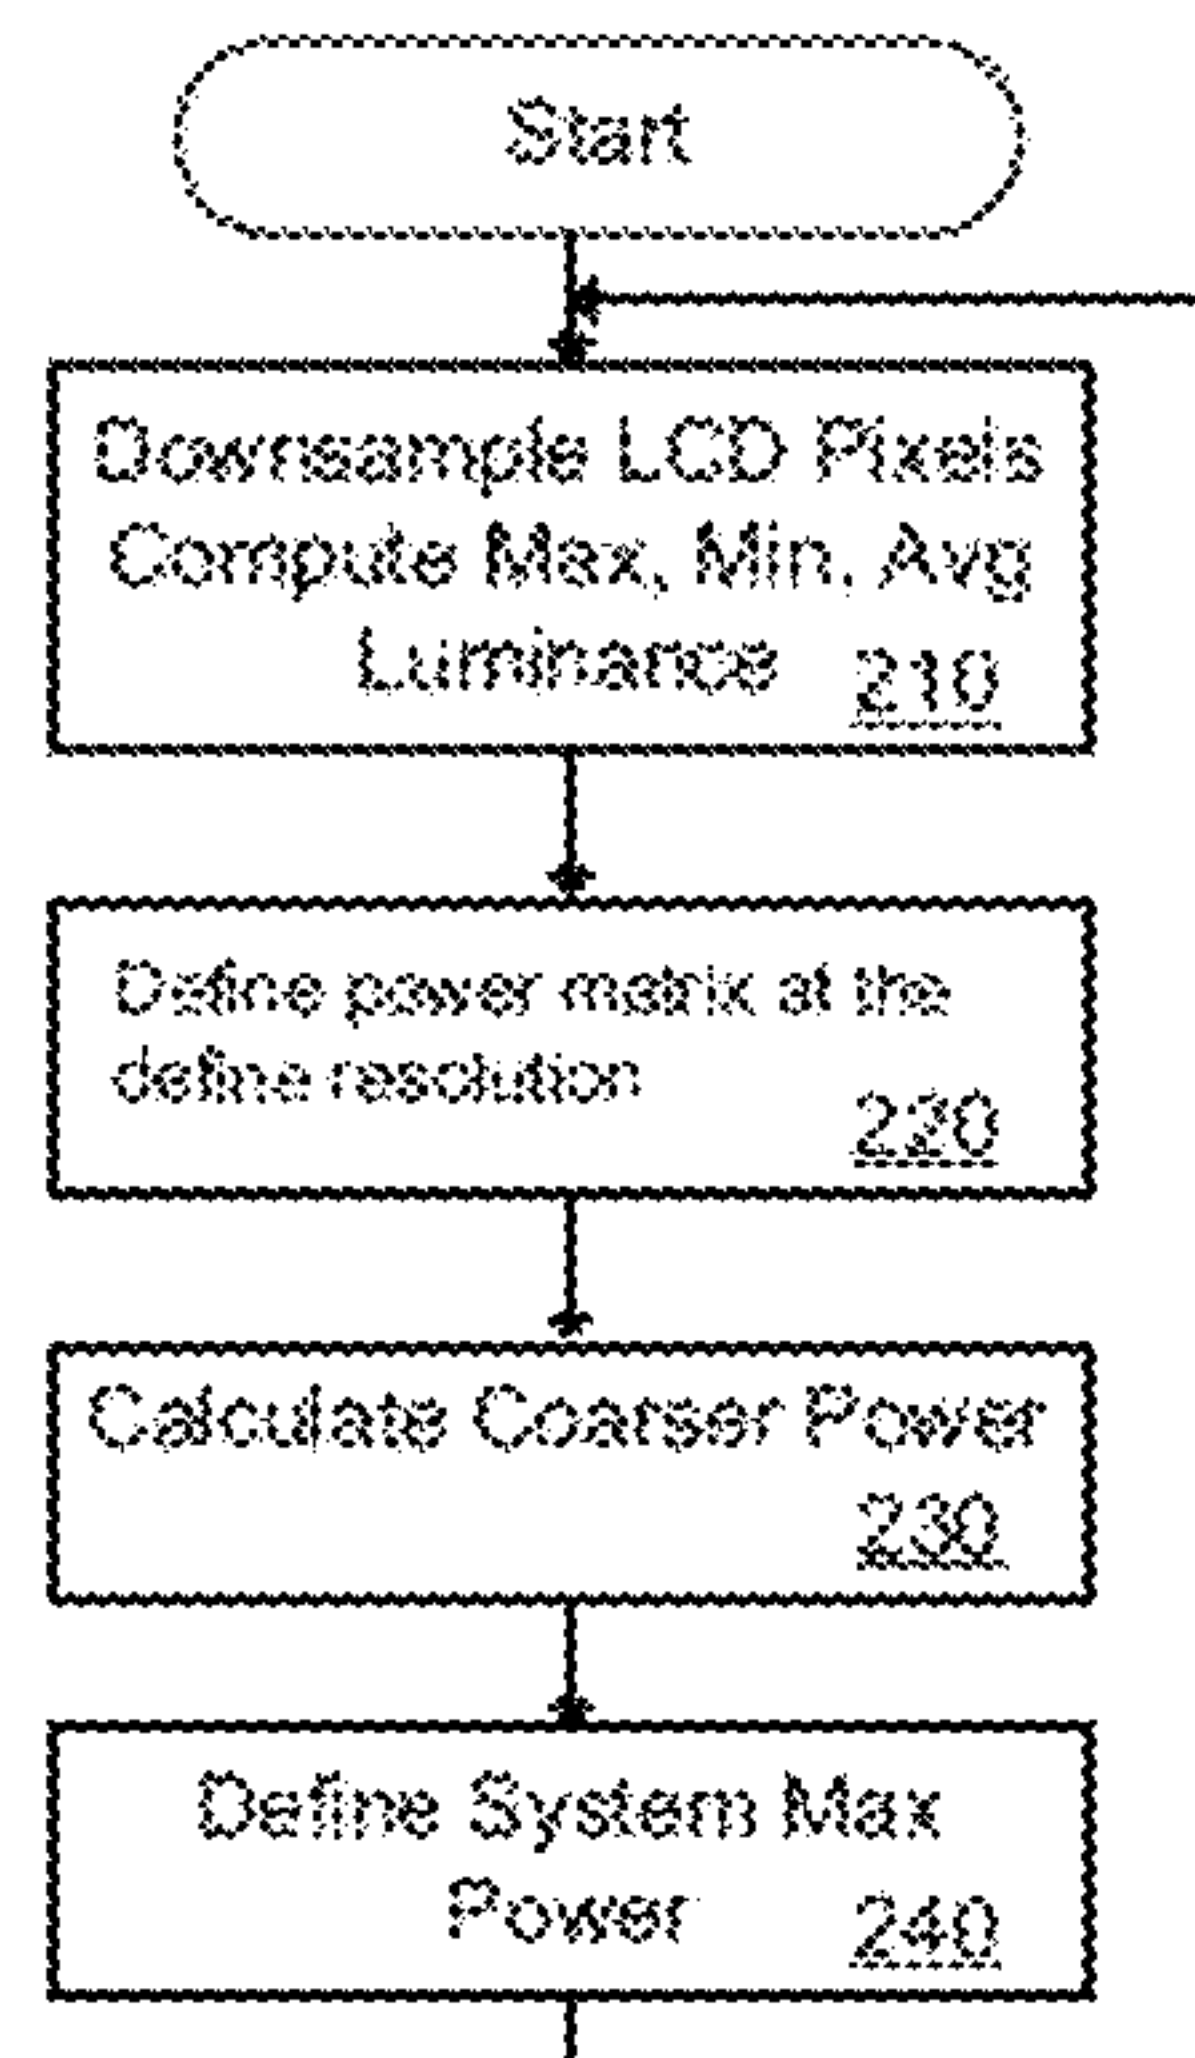 Start
Downsample LCD Pixels
Compute Max, Min, Avg
Luminance 210
Define power matrix at the
define resolution
220
Calculate Coarser Power
230
Define System Max
Power 240